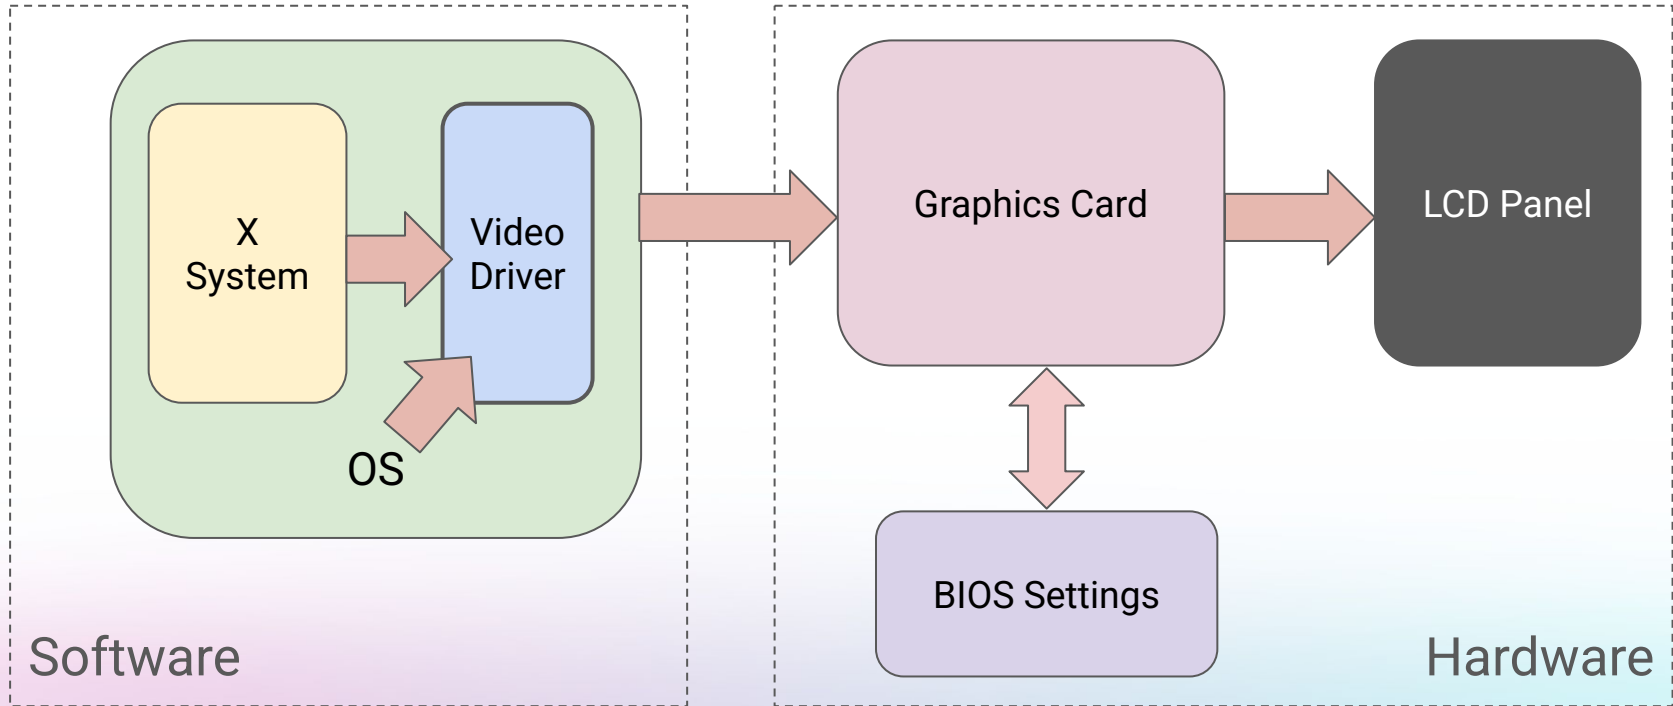 X
System
Video
Driver
OS
Graphics Card
LCD Panel
BIOS Settings
Software
Hardware